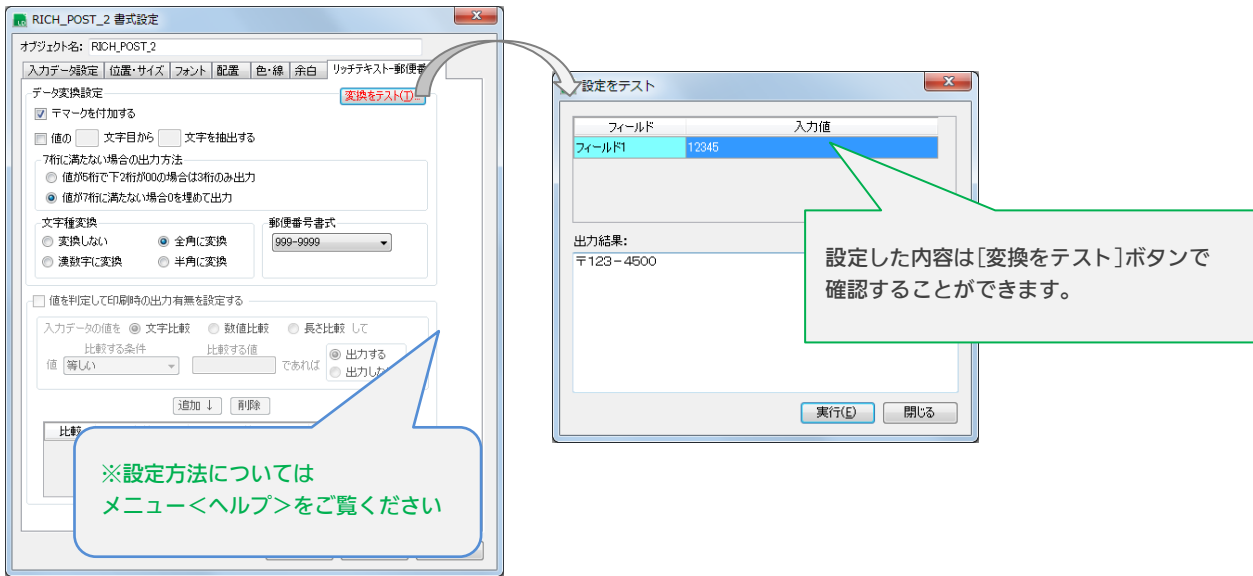 RICH_POST_2 書式設定
オブジェクト名: RICH_POST_2
入力データ設定 位置・サイズ フォント 配置 色・線 余白 リッチテキスト-郵便番
データ変換設定
変換をテスト(T)...
〒マークを付加する
値の 文字目から 文字を抽出する
7桁に満たない場合の出力方法
値が5桁で下2桁が00の場合は3桁のみ出力
値が7桁に満たない場合0を埋めて出力
文字種変換
変換しない 全角に変換
漢数字に変換 半角に変換
郵便番号書式
999-9999
値を判定して印刷時の出力有無を設定する
入力データの値を 文字比較 数値比較 長さ比較 して
比較する条件 比較する値
値 等しい であれば
出力する
出力しな
追加 ↓ 削除
比較
※設定方法については
メニュー<ヘルプ>をご覧ください
設定をテスト
フィールド 入力値
フィールド1 12345
出力結果:
〒123-4500
実行(E) 閉じる
設定した内容は[変換をテスト]ボタンで
確認することができます。